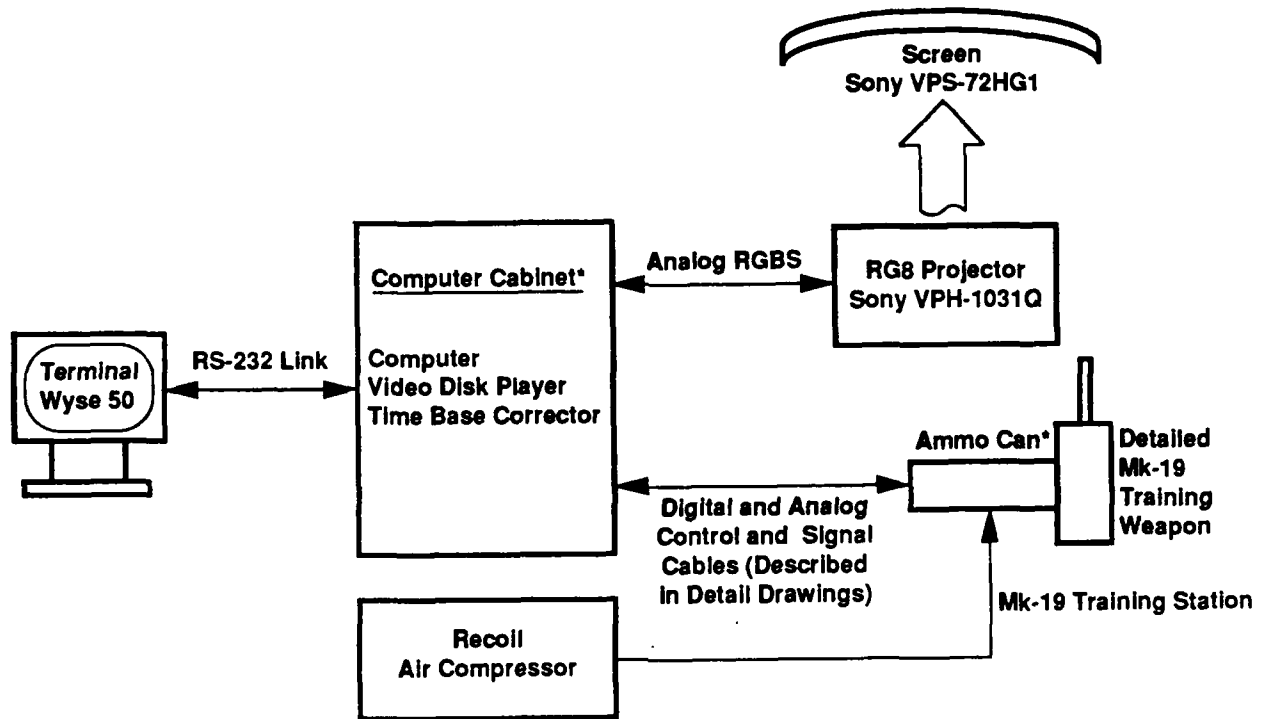 Screen
Sony VPS-72HG1
Analog RGBS
RG8 Projector
Sony VPH-1031Q
Computer Cabinet*
Computer
Video Disk Player
Time Base Corrector
RS-232 Link
Terminal
Wyse 50
Ammo Can*
Detailed
Mk-19
Training
Weapon
Digital and Analog
Control and Signal
Cables (Described
in Detail Drawings)
Mk-19 Training Station
Recoil
Air Compressor